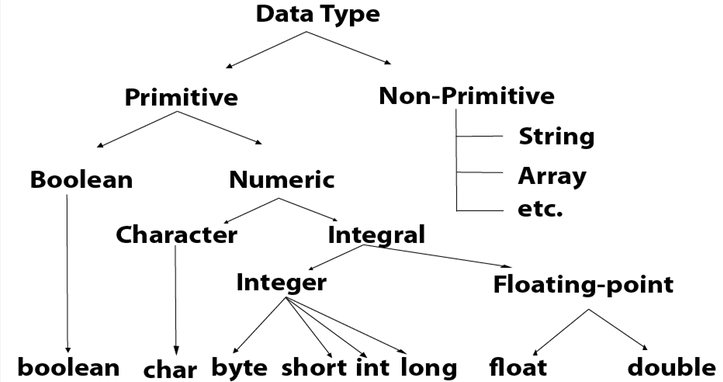 Data Type
Primitive
Non-Primitive
String
Array
etc.
Boolean
Numeric
Character
Integral
Integer
Floating-point
boolean
char
byte
short
int
long
float
double